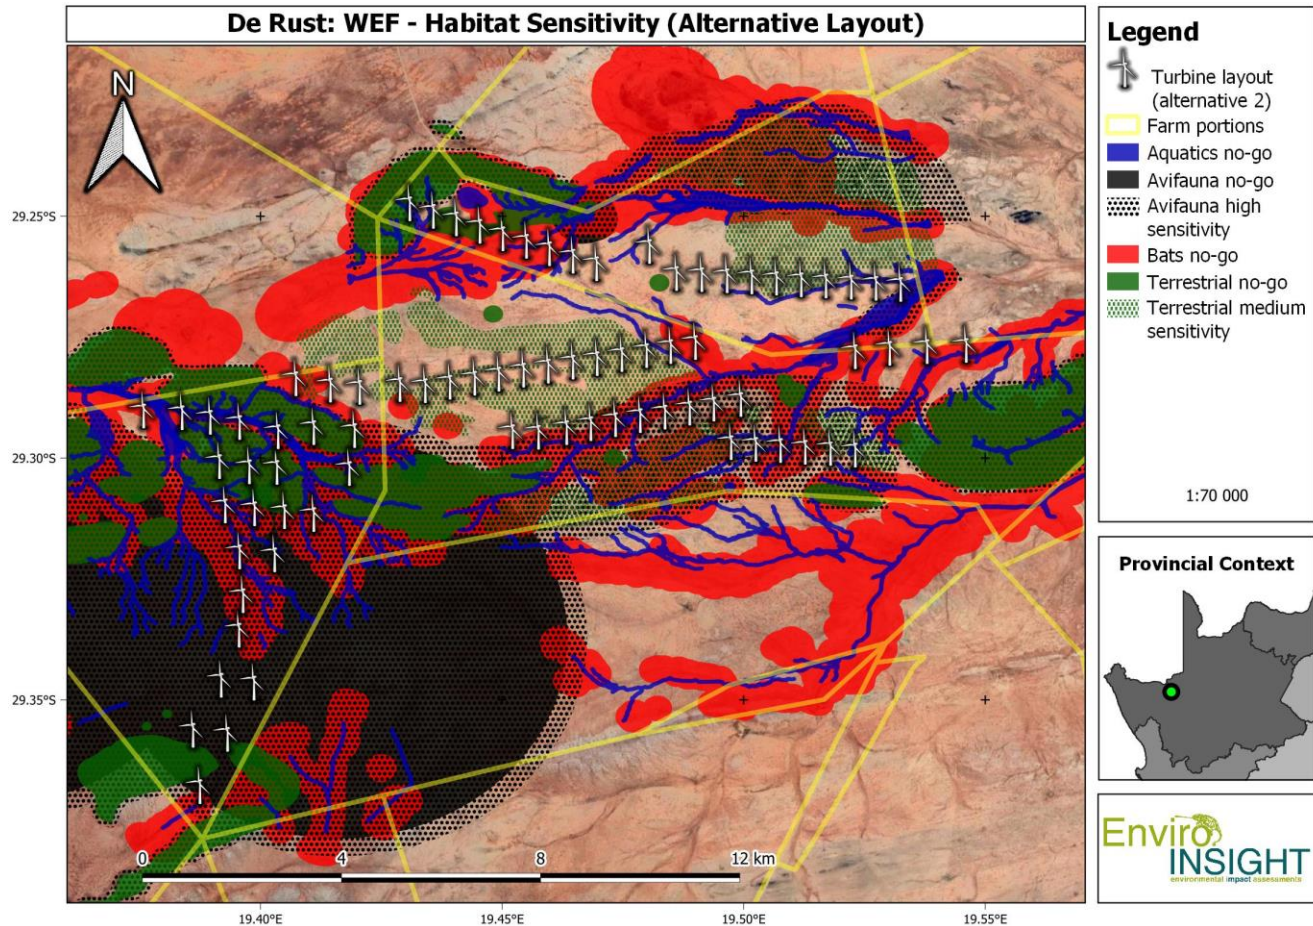 De Rust: WEF - Habitat Sensitivity (Alternative Layout)
N
29.25°S
29.30°S
29.35°S
0
4
8
12 km
19.40°E
19.45°E
19.50°E
19.55°E
Legend
Turbine layout
(alternative 2)
Farm portions
Aquatics no-go
Avifauna no-go
Avifauna high
sensitivity
Bats no-go
Terrestrial no-go
Terrestrial medium
sensitivity
1:70 000
Provincial Context
Enviro
INSIGHT
environmental impact assessments